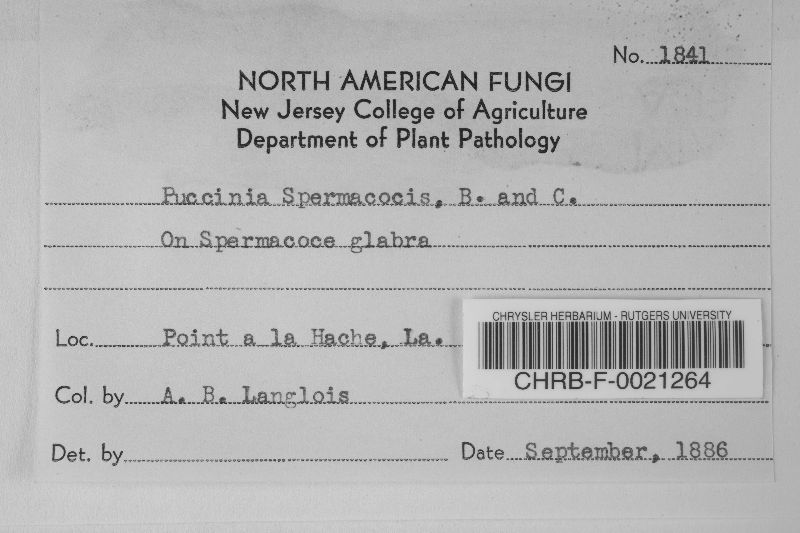 No. 1841
NORTH AMERICAN FUNGI
New Jersey College of Agriculture
Department of Plant Pathology
Puccinia Spermacocis, B. and C.
On Spermacoce glabra
Loc. Point a la Hache, La.
CHRYSLER HERBARIUM - RUTGERS UNIVERSITY
CHRB-F-0021264
Col. by A. B. Langlois
Det. by
Date September, 1886